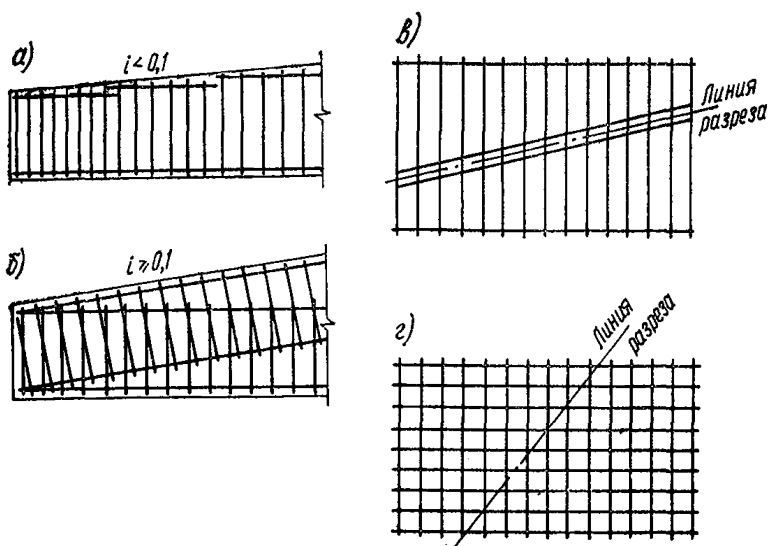 а)
i < 0,1
в)
Линия
разреза
б)
i ⩾ 0,1
г)
Линия
разреза